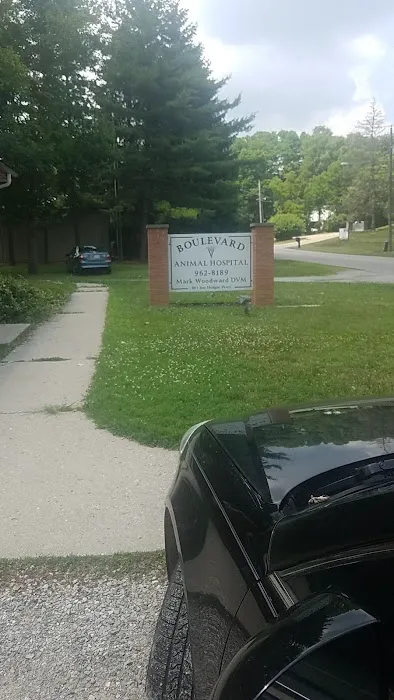 BOULEVARD
ANIMAL HOSPITAL
962-8189
Mark Woodward DVM